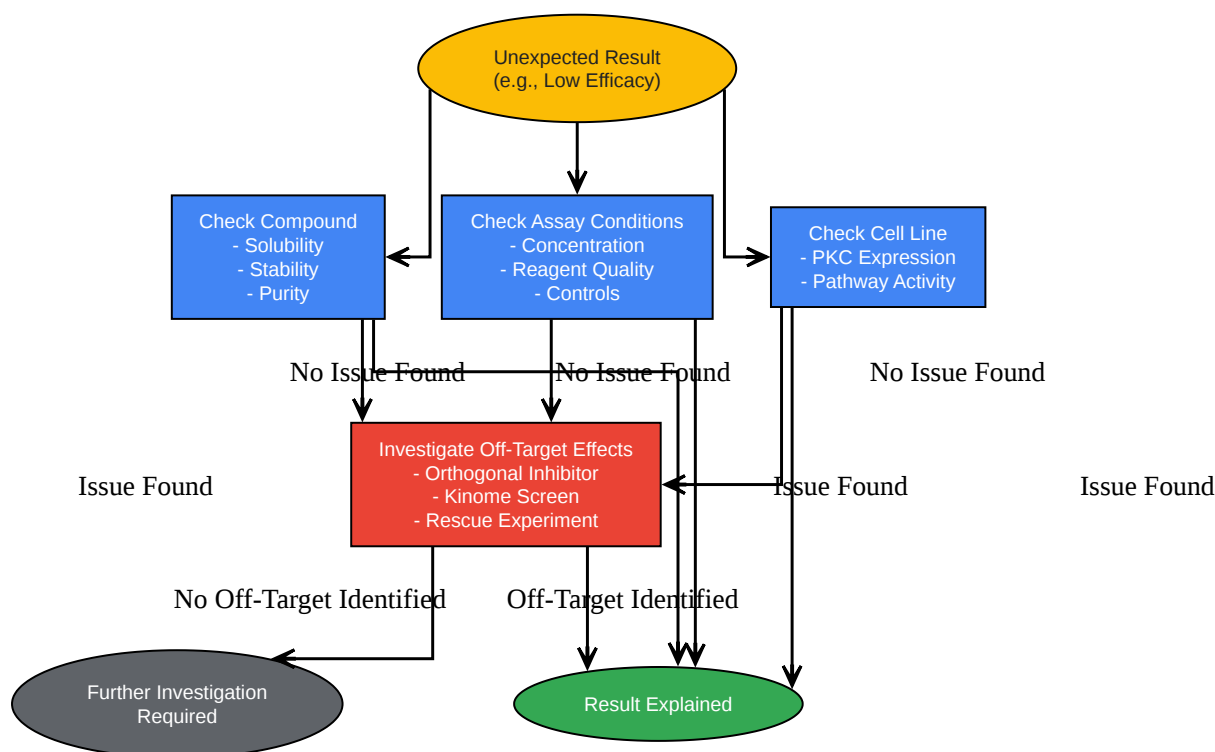 Unexpected Result
(e.g., Low Efficacy)
Check Compound
- Solubility
- Stability
- Purity
Check Assay Conditions
- Concentration
- Reagent Quality
- Controls
Check Cell Line
- PKC Expression
- Pathway Activity
No Issue Found
No Issue Found
No Issue Found
Investigate Off-Target Effects
- Orthogonal Inhibitor
- Kinome Screen
- Rescue Experiment
Issue Found
Issue Found
Issue Found
No Off-Target Identified
Off-Target Identified
Further Investigation
Required
Result Explained